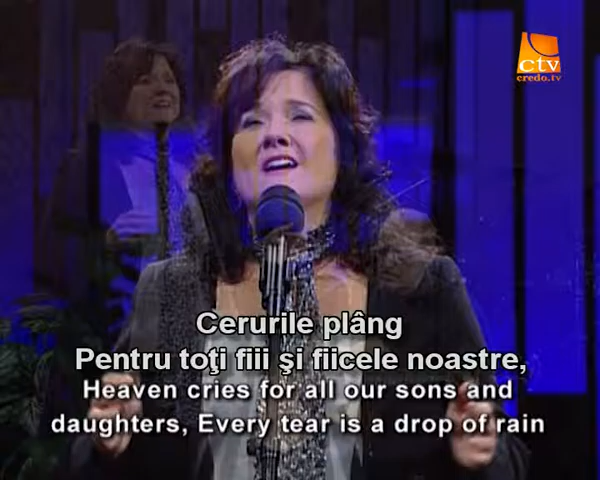 ctv
credo.tv
Cerurile plâng
Pentru toţi fiii şi fiicele noastre,
Heaven cries for all our sons and
daughters, Every tear is a drop of rain